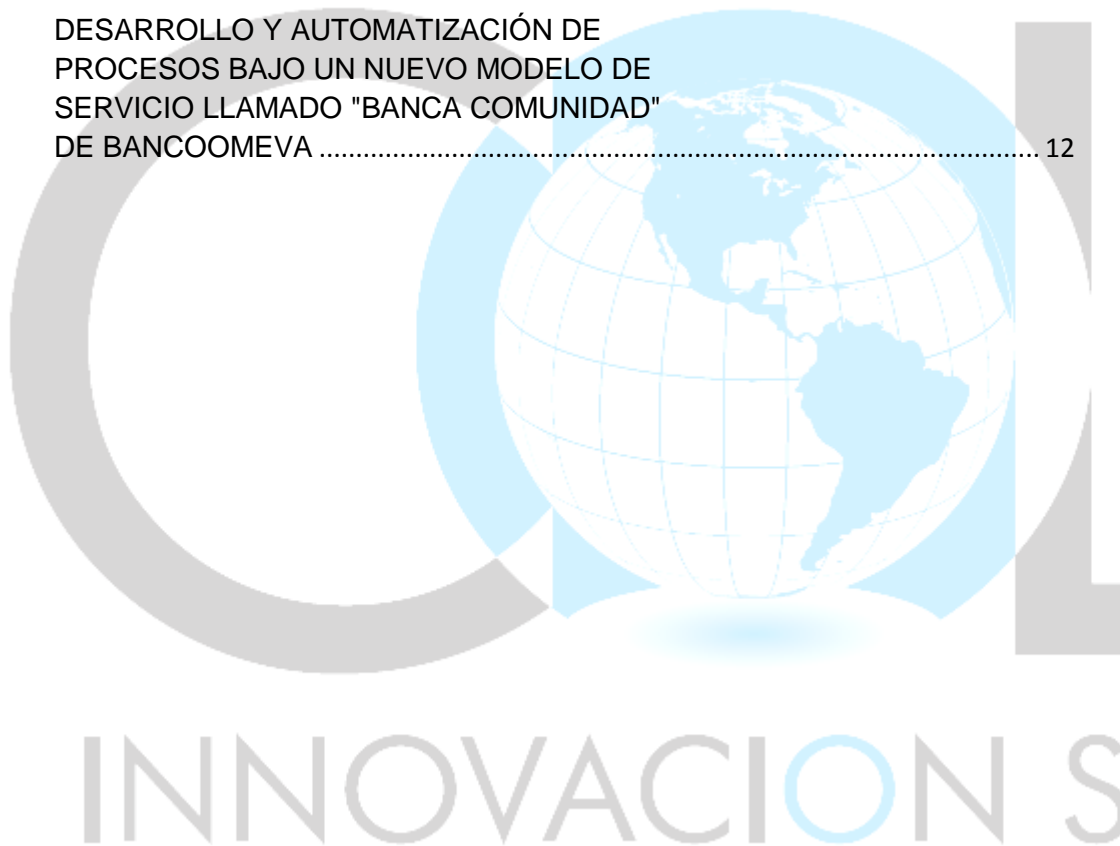 DESARROLLO Y AUTOMATIZACIÓN DE
PROCESOS BAJO UN NUEVO MODELO DE
SERVICIO LLAMADO "BANCA COMUNIDAD"
DE BANCOOMEVA ........................................................................................................ 12
INNOVACION S